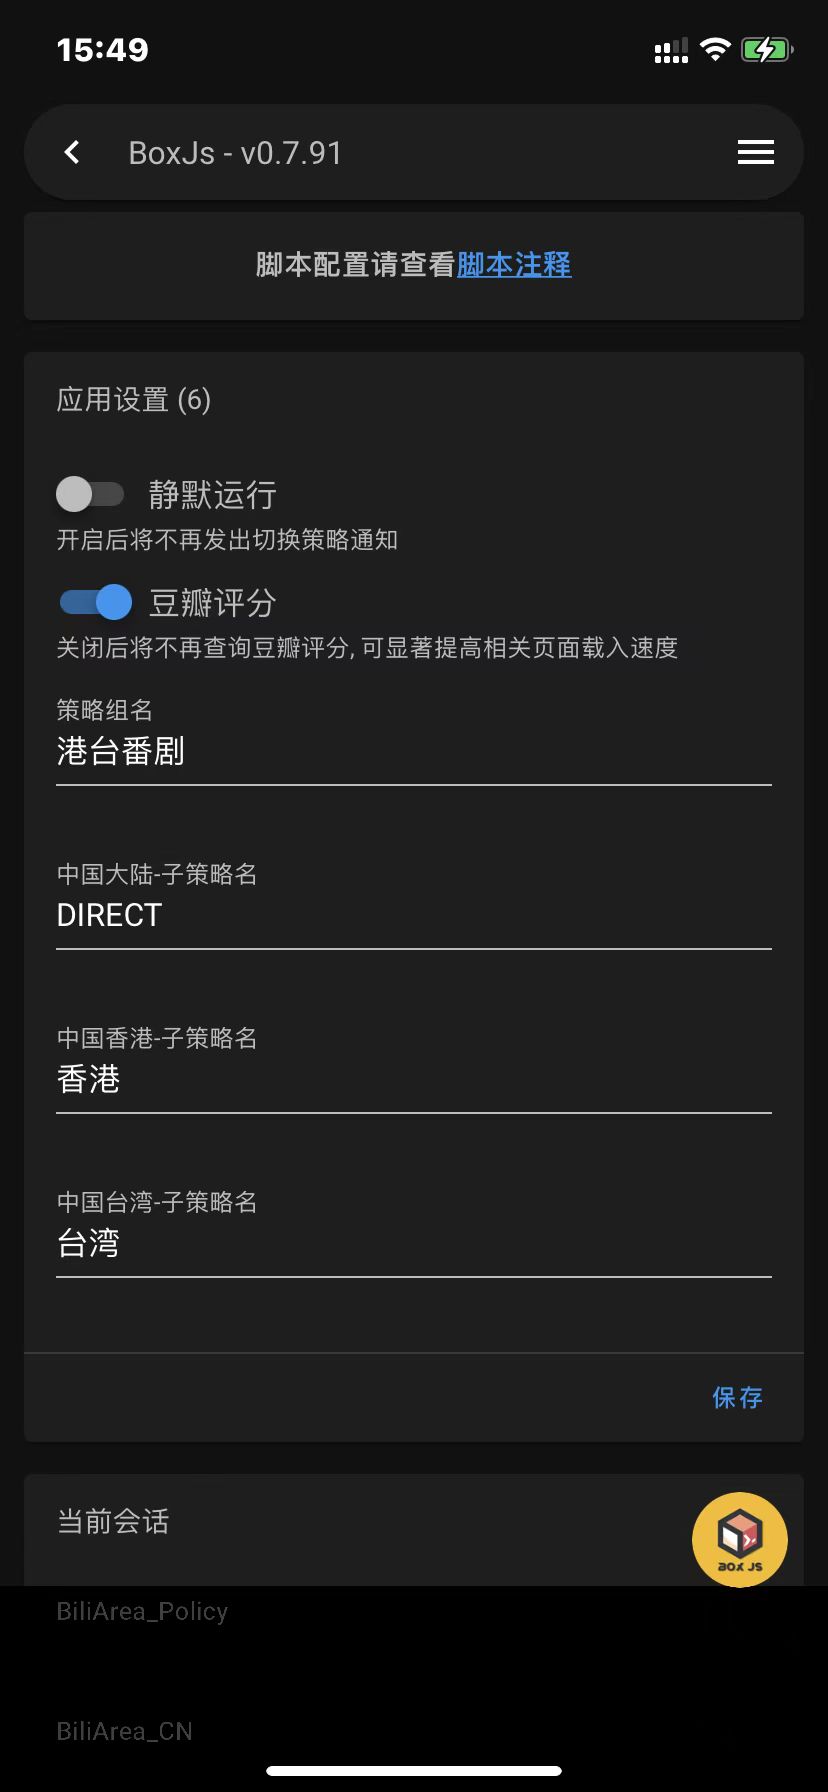 15:49
BoxJs - v0.7.91
脚本配置请查看脚本注释
应用设置 (6)
静默运行
开启后将不再发出切换策略通知
豆瓣评分
关闭后将不再查询豆瓣评分, 可显著提高相关页面载入速度
策略组名
港台番剧
中国大陆-子策略名
DIRECT
中国香港-子策略名
香港
中国台湾-子策略名
台湾
保存
当前会话
BOX JS
BiliArea_Policy
BiliArea_CN